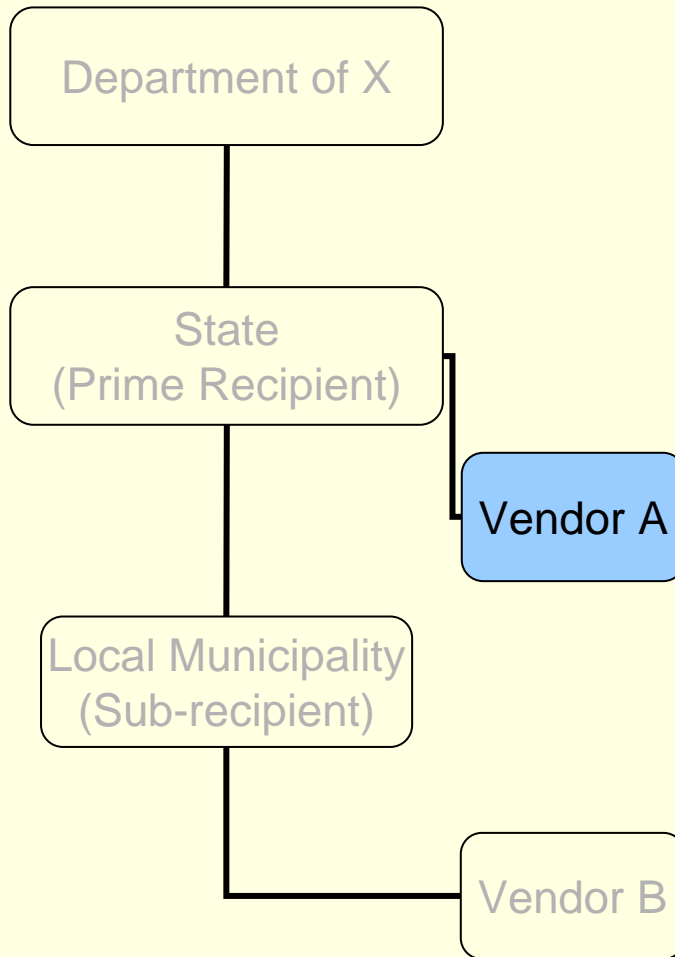 Department of X
State
(Prime Recipient)
Vendor A
Local Municipality
(Sub-recipient)
Vendor B